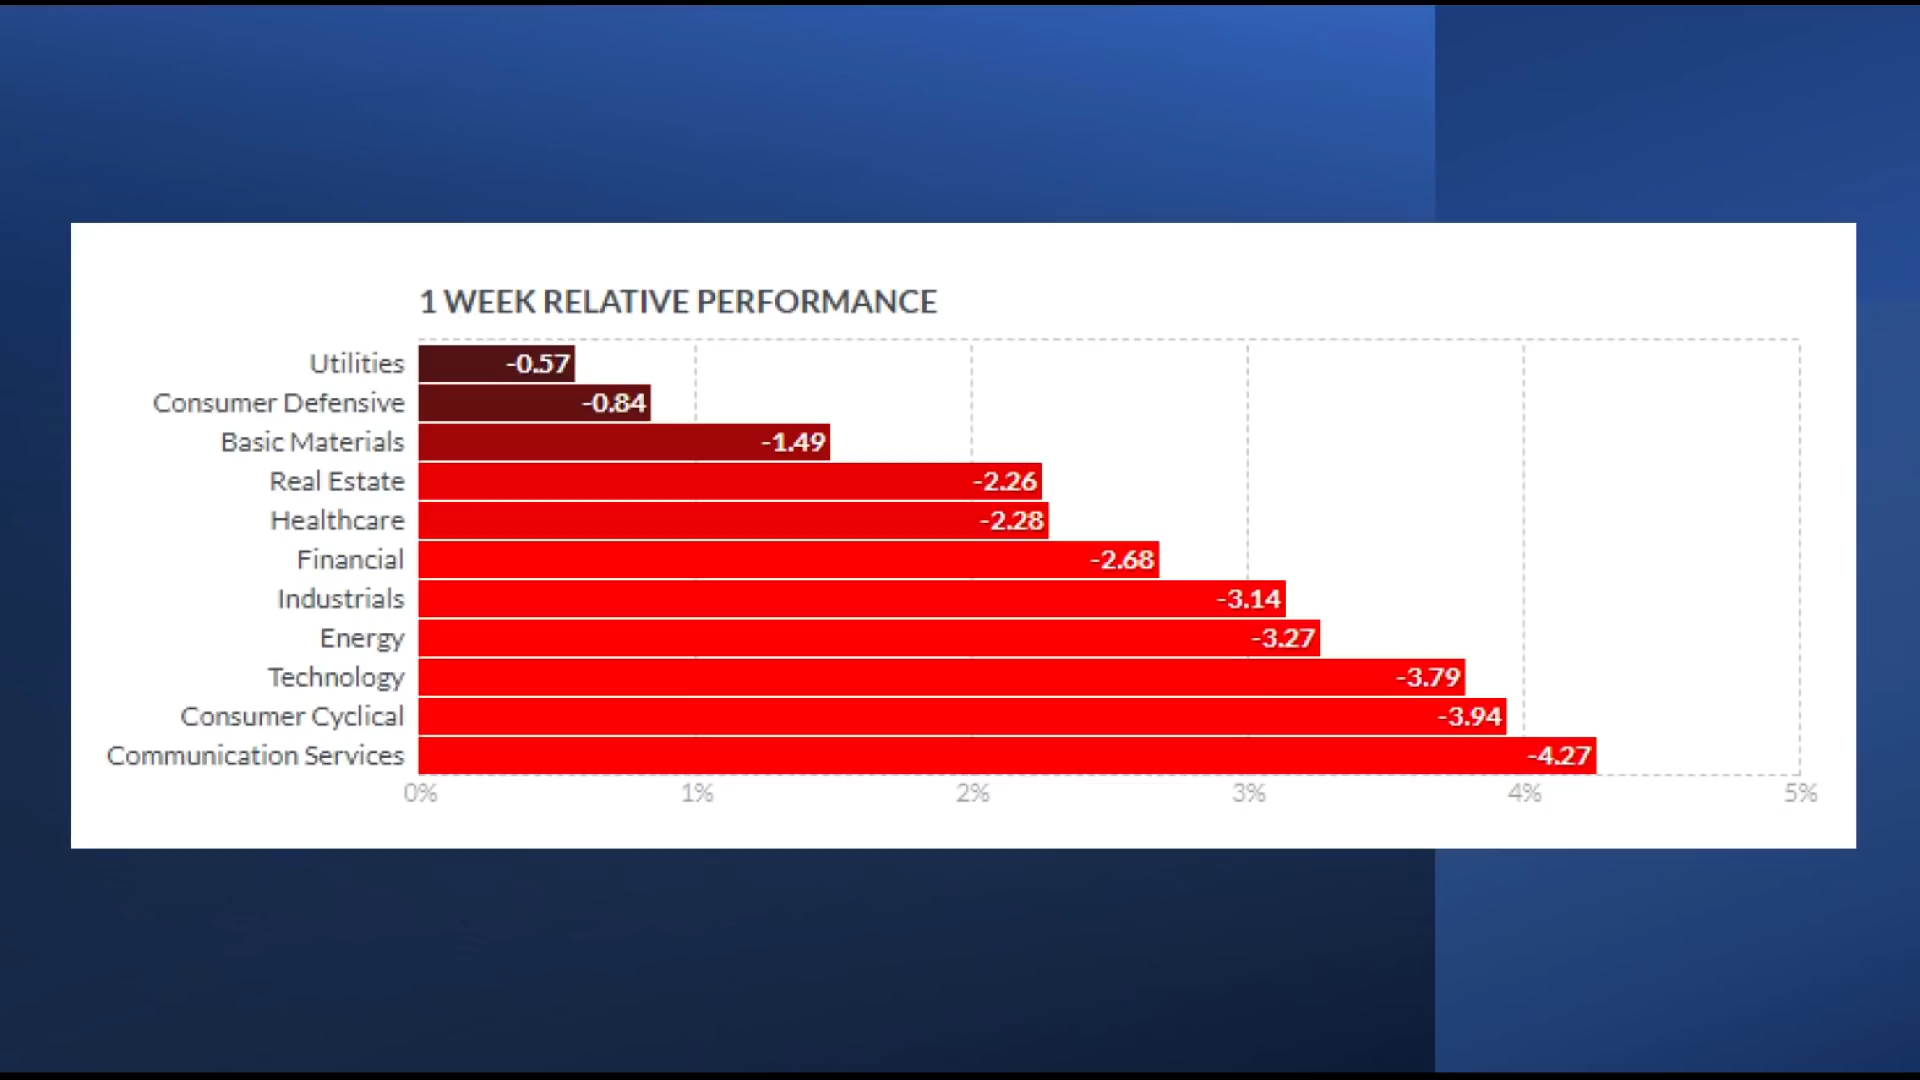 1 WEEK RELATIVE PERFORMANCE
Utilities -0.57
Consumer Defensive -0.84
Basic Materials -1.49
Real Estate -2.26
Healthcare -2.28
Financial -2.68
Industrials -3.14
Energy -3.27
Technology -3.79
Consumer Cyclical -3.94
Communication Services -4.27
0% 1% 2% 3% 4% 5%